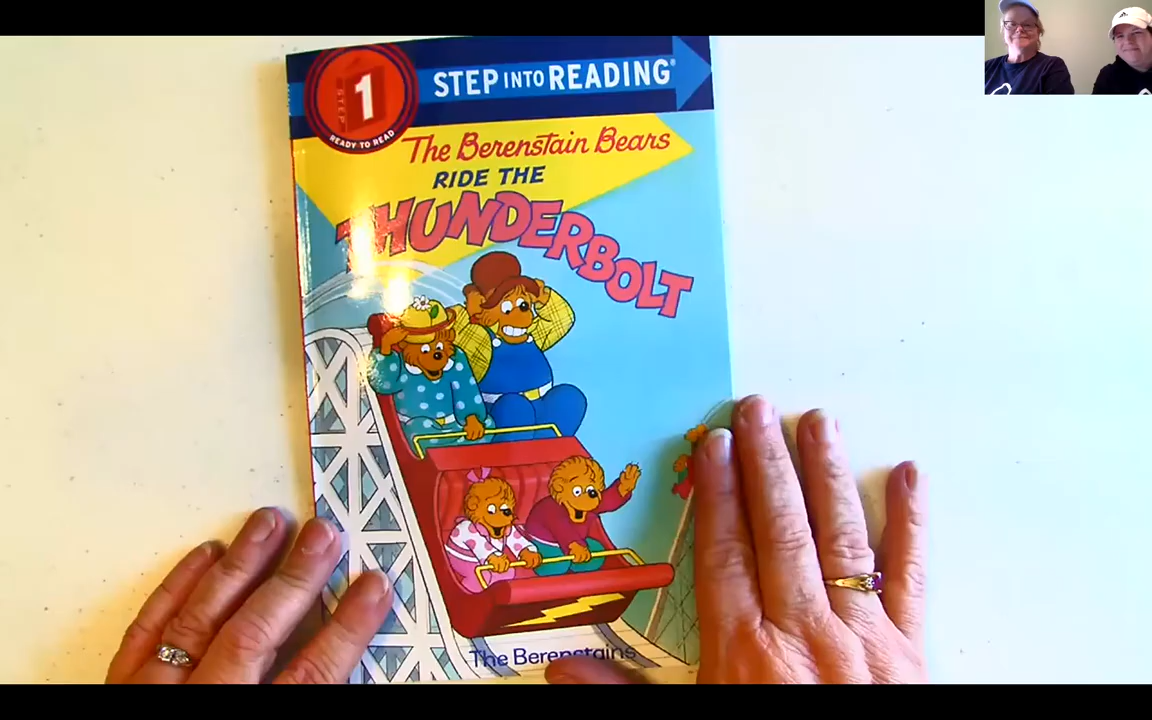 STEP INTO READING®
STEP
1
READY TO READ
The Berenstain Bears
RIDE THE
THUNDERBOLT
The Berenstains